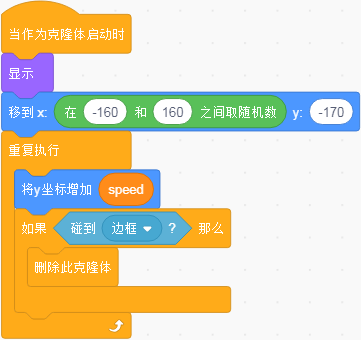 当作为克隆体启动时
显示
移到 x: 在 -160 和 160 之间取随机数 y: -170
重复执行
将y坐标增加 speed
如果 碰到 边框 ? 那么
删除此克隆体